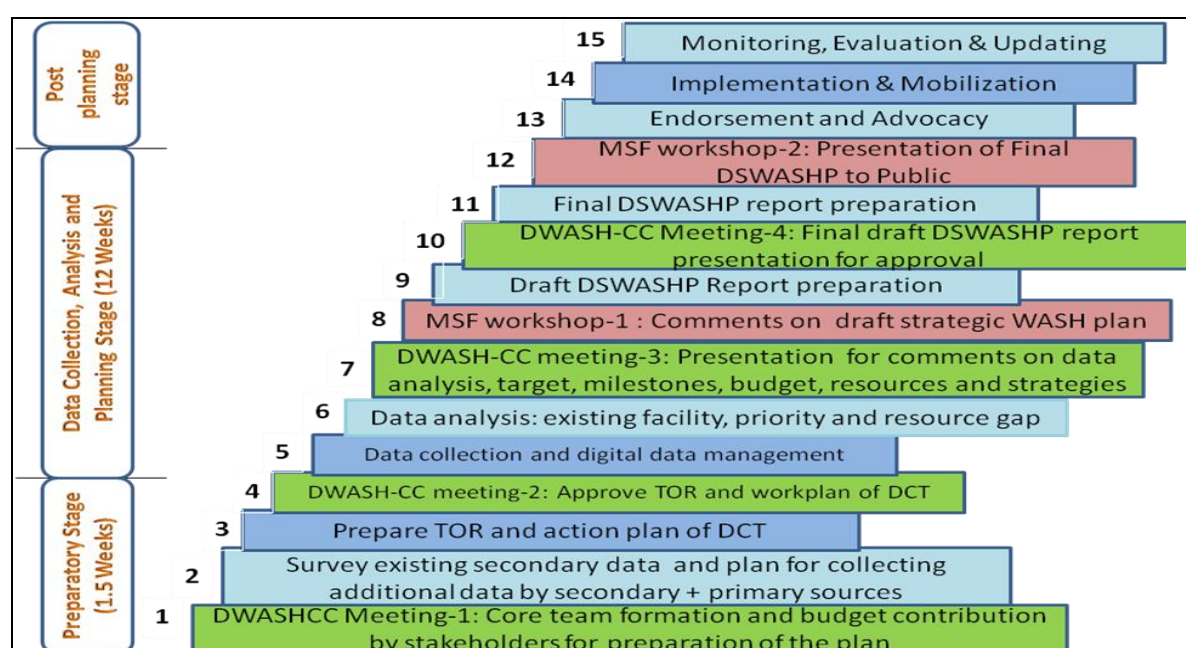 Post
planning
stage
15
Monitoring, Evaluation & Updating
14
Implementation & Mobilization
13
Endorsement and Advocacy
Data Collection, Analysis and
Planning Stage (12 Weeks)
12
MSF workshop-2: Presentation of Final
DSWASHP to Public
11
Final DSWASHP report preparation
10
DWASH-CC Meeting-4: Final draft DSWASHP report
presentation for approval
9
Draft DSWASHP Report preparation
8
MSF workshop-1 : Comments on draft strategic WASH plan
7
DWASH-CC meeting-3: Presentation for comments on data
analysis, target, milestones, budget, resources and strategies
6
Data analysis: existing facility, priority and resource gap
5
Data collection and digital data management
Preparatory Stage
(1.5 Weeks)
4
DWASH-CC meeting-2: Approve TOR and workplan of DCT
3
Prepare TOR and action plan of DCT
2
Survey existing secondary data and plan for collecting
additional data by secondary + primary sources
1
DWASHCC Meeting-1: Core team formation and budget contribution
by stakeholders for preparation of the plan